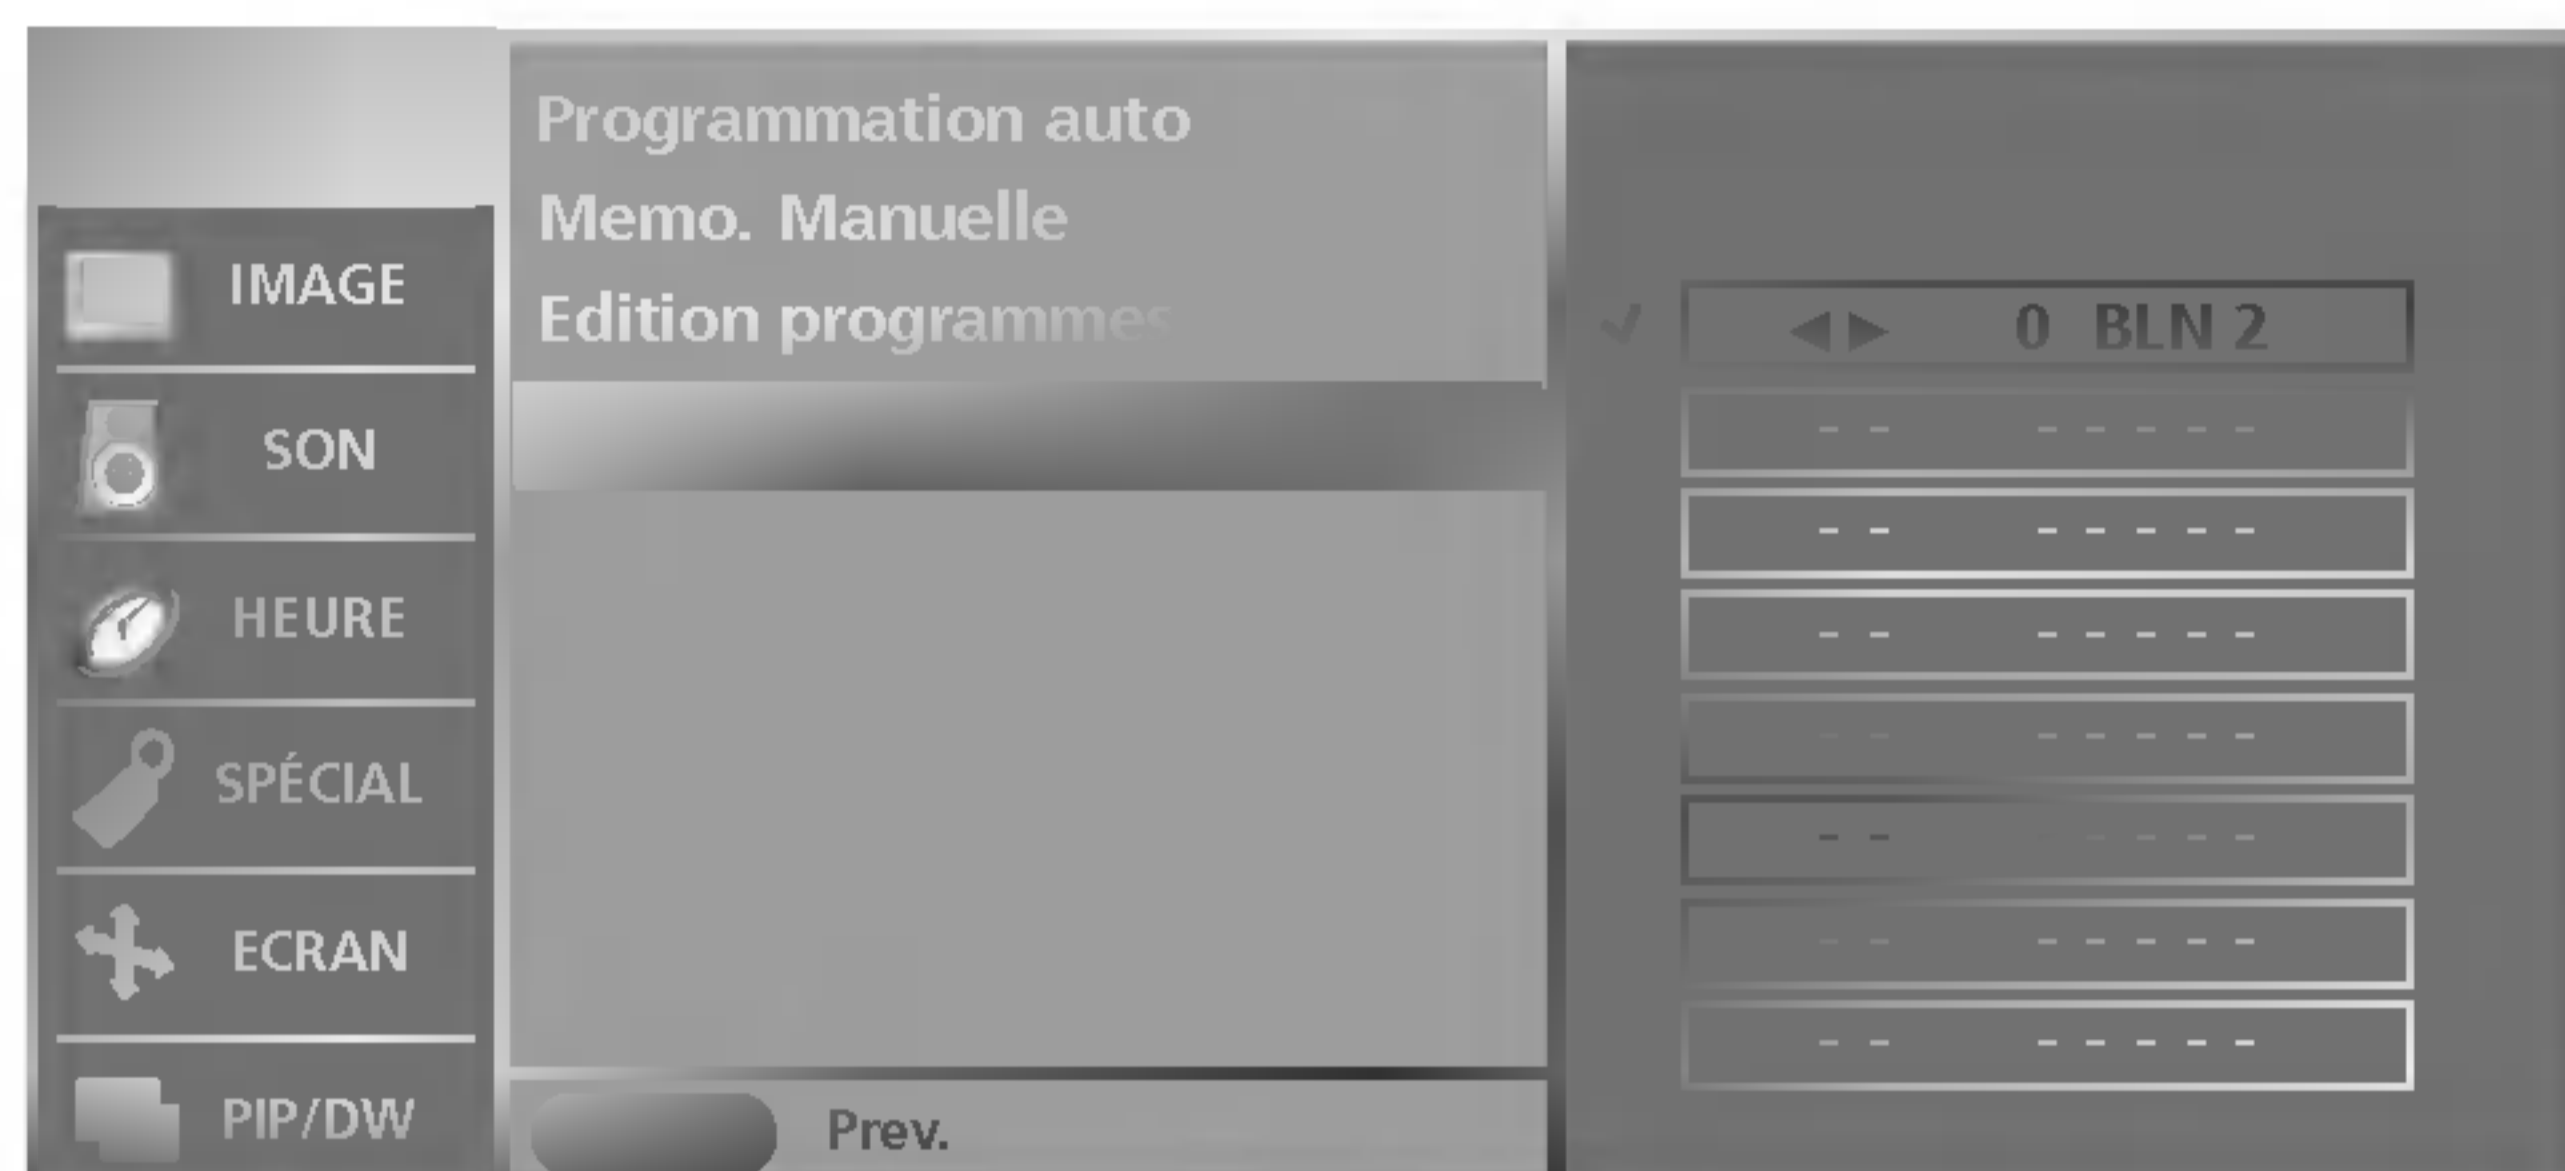 IMAGE
SON
HEURE
SPÉCIAL
ECRAN
PIP/DW
Programmation auto
Memo. Manuelle
Edition programmes
Prev.
◀▶ 0 BLN 2
- - - - - - -
- - - - - - -
- - - - - - -
- - - - - - -
- - - - - - -
- - - - - - -
- - - - - - -